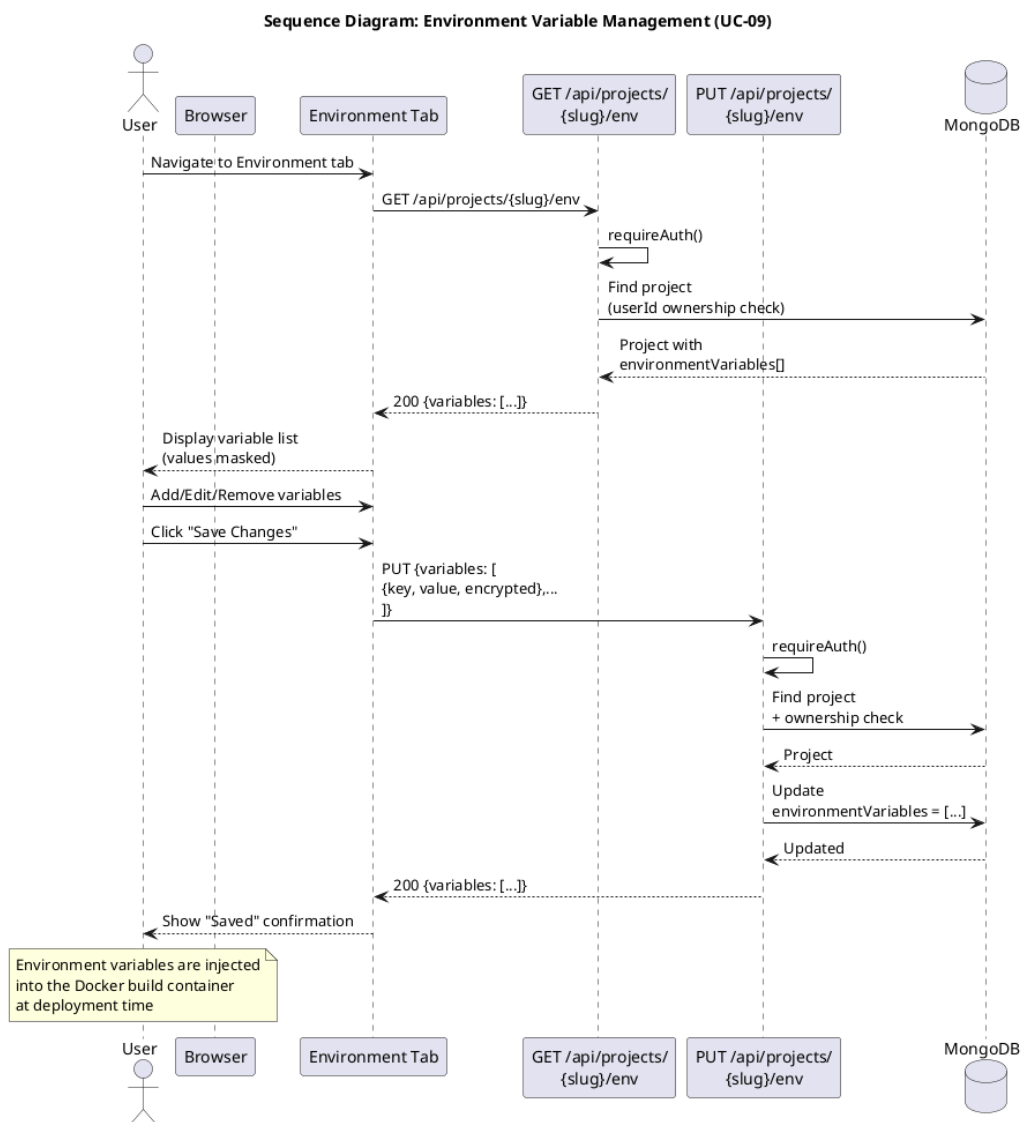 Sequence Diagram: Environment Variable Management (UC-09)
User
Browser
Environment Tab
GET /api/projects/
{slug}/env
PUT /api/projects/
{slug}/env
MongoDB
Navigate to Environment tab
GET /api/projects/{slug}/env
requireAuth()
Find project
(userId ownership check)
Project with
environmentVariables[]
200 {variables: [...]}
Display variable list
(values masked)
Add/Edit/Remove variables
Click "Save Changes"
PUT {variables: [
{key, value, encrypted},...
]}
requireAuth()
Find project
+ ownership check
Project
Update
environmentVariables = [...]
Updated
200 {variables: [...]}
Show "Saved" confirmation
Environment variables are injected
into the Docker build container
at deployment time
User
Browser
Environment Tab
GET /api/projects/
{slug}/env
PUT /api/projects/
{slug}/env
MongoDB